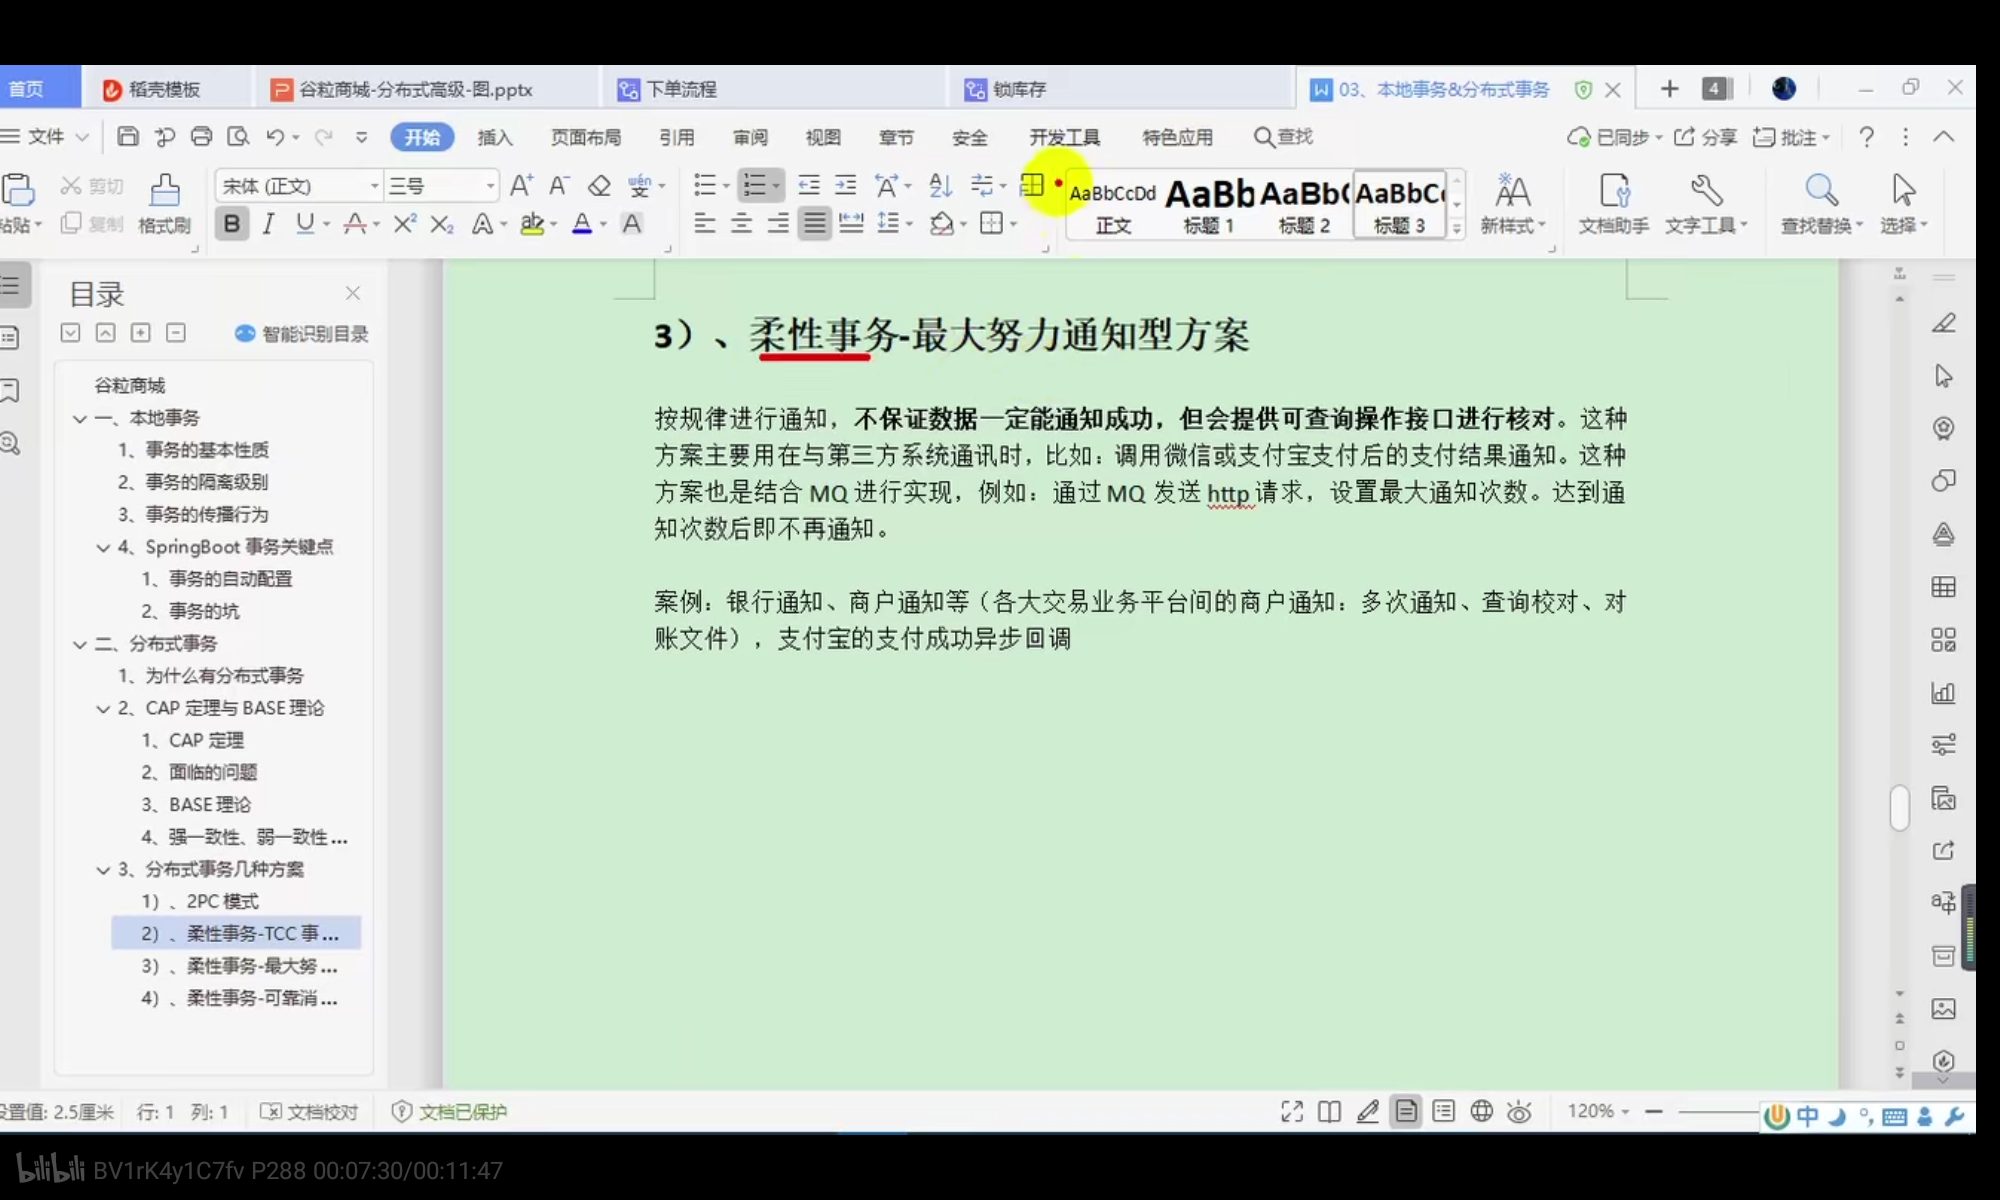 首页
稻壳模板
谷粒商城-分布式高级-图.pptx
下单流程
锁库存
03、本地事务&分布式事务
4
文件
开始
插入
页面布局
引用
审阅
视图
章节
安全
开发工具
特色应用
查找
已同步
分享
批注
粘贴
剪切
复制
格式刷
宋体 (正文)
三号
AaBbCcDd
正文
AaBb
标题 1
AaBb(
标题 2
AaBbC
标题 3
新样式
文档助手
文字工具
查找替换
选择
目录
智能识别目录
谷粒商城
一、本地事务
1、事务的基本性质
2、事务的隔离级别
3、事务的传播行为
4、SpringBoot 事务关键点
1、事务的自动配置
2、事务的坑
二、分布式事务
1、为什么有分布式事务
2、CAP 定理与 BASE 理论
1、CAP 定理
2、面临的问题
3、BASE 理论
4、强一致性、弱一致性...
3、分布式事务几种方案
1）、2PC 模式
2）、柔性事务-TCC 事...
3）、柔性事务-最大努...
4）、柔性事务-可靠消...
3）、柔性事务-最大努力通知型方案
按规律进行通知，不保证数据一定能通知成功，但会提供可查询操作接口进行核对。这种
方案主要用在与第三方系统通讯时，比如：调用微信或支付宝支付后的支付结果通知。这种
方案也是结合 MQ 进行实现，例如：通过 MQ 发送 http 请求，设置最大通知次数。达到通
知次数后即不再通知。
案例：银行通知、商户通知等（各大交易业务平台间的商户通知：多次通知、查询校对、对
账文件），支付宝的支付成功异步回调
设置值: 2.5厘米
行: 1
列: 1
文档校对
文档已保护
120%
中
bilibili BV1rK4y1C7fv P288 00:07:30/00:11:47